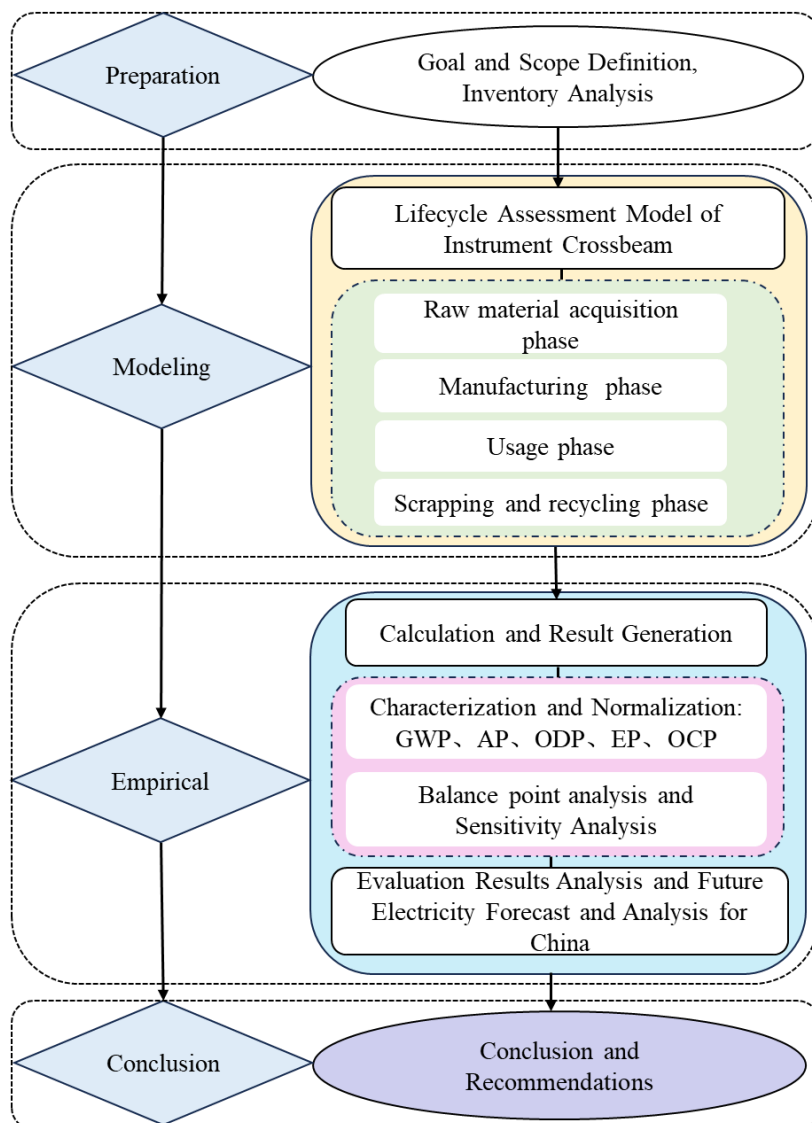 Preparation
Goal and Scope Definition,
Inventory Analysis
Modeling
Lifecycle Assessment Model of
Instrument Crossbeam
Raw material acquisition
phase
Manufacturing phase
Usage phase
Scrapping and recycling phase
Empirical
Calculation and Result Generation
Characterization and Normalization:
GWP、AP、ODP、EP、OCP
Balance point analysis and
Sensitivity Analysis
Evaluation Results Analysis and Future
Electricity Forecast and Analysis for
China
Conclusion
Conclusion and
Recommendations